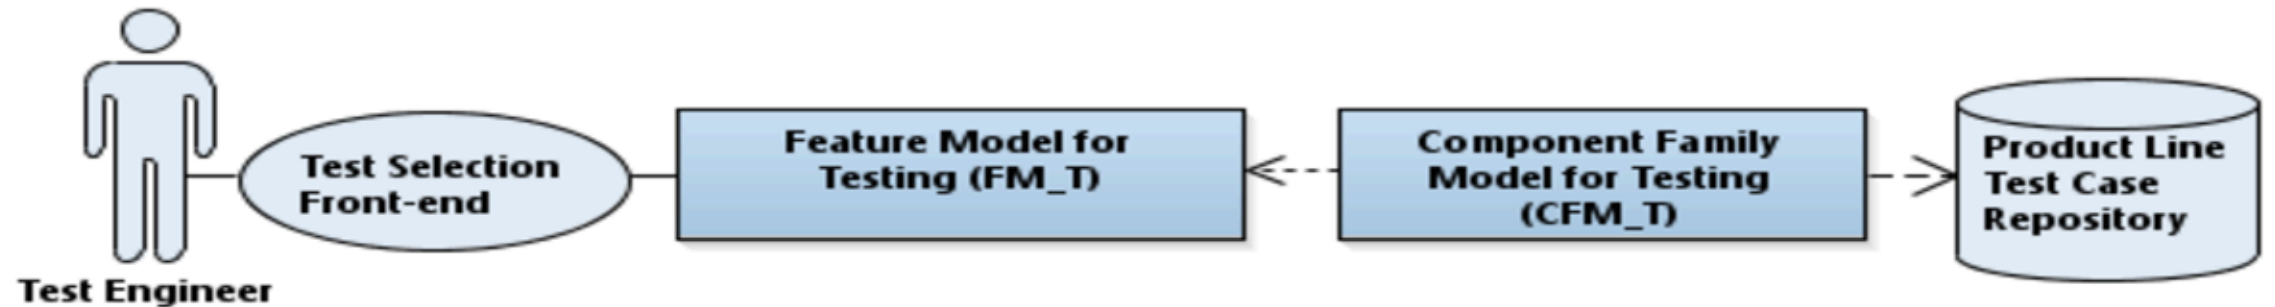 Test Engineer
Test Selection
Front-end
Feature Model for
Testing (FM_T)
Component Family
Model for Testing
(CFM_T)
Product Line
Test Case
Repository